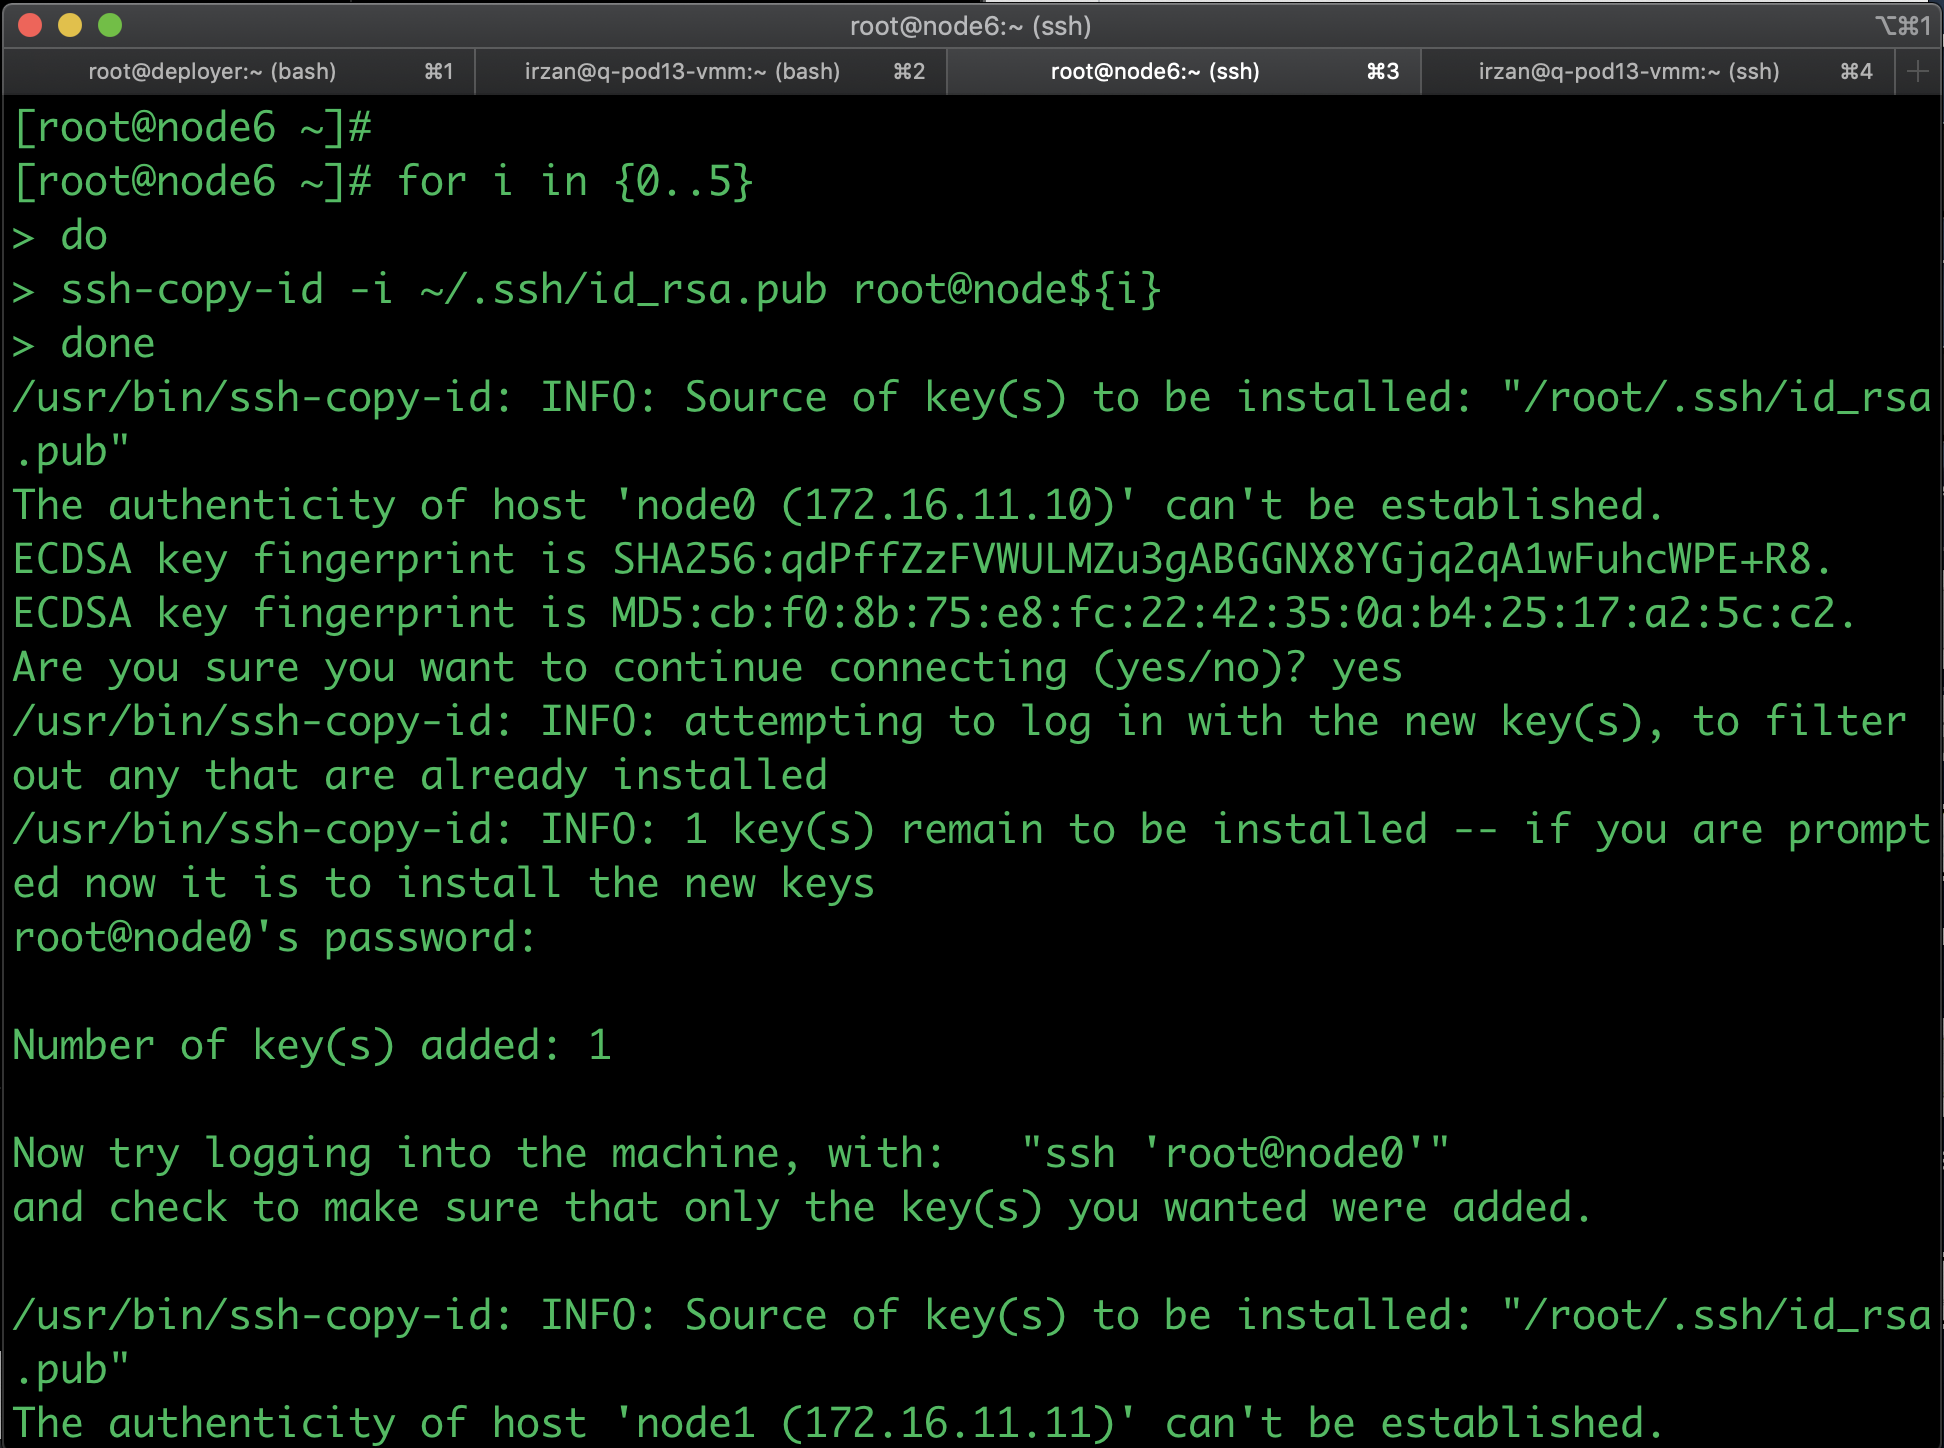 root@node6:~ (ssh)
⌥⌘1
root@deployer:~ (bash) ⌘1 irzan@q-pod13-vmm:~ (bash) ⌘2 root@node6:~ (ssh) ⌘3 irzan@q-pod13-vmm:~ (ssh) ⌘4 +
[root@node6 ~]#
[root@node6 ~]# for i in {0..5}
> do
> ssh-copy-id -i ~/.ssh/id_rsa.pub root@node${i}
> done
/usr/bin/ssh-copy-id: INFO: Source of key(s) to be installed: "/root/.ssh/id_rsa
.pub"
The authenticity of host 'node0 (172.16.11.10)' can't be established.
ECDSA key fingerprint is SHA256:qdPffZzFVWULMZu3gABGGNX8YGjq2qA1wFuhcWPE+R8.
ECDSA key fingerprint is MD5:cb:f0:8b:75:e8:fc:22:42:35:0a:b4:25:17:a2:5c:c2.
Are you sure you want to continue connecting (yes/no)? yes
/usr/bin/ssh-copy-id: INFO: attempting to log in with the new key(s), to filter
out any that are already installed
/usr/bin/ssh-copy-id: INFO: 1 key(s) remain to be installed -- if you are prompt
ed now it is to install the new keys
root@node0's password:
Number of key(s) added: 1
Now try logging into the machine, with:   "ssh 'root@node0'"
and check to make sure that only the key(s) you wanted were added.
/usr/bin/ssh-copy-id: INFO: Source of key(s) to be installed: "/root/.ssh/id_rsa
.pub"
The authenticity of host 'node1 (172.16.11.11)' can't be established.